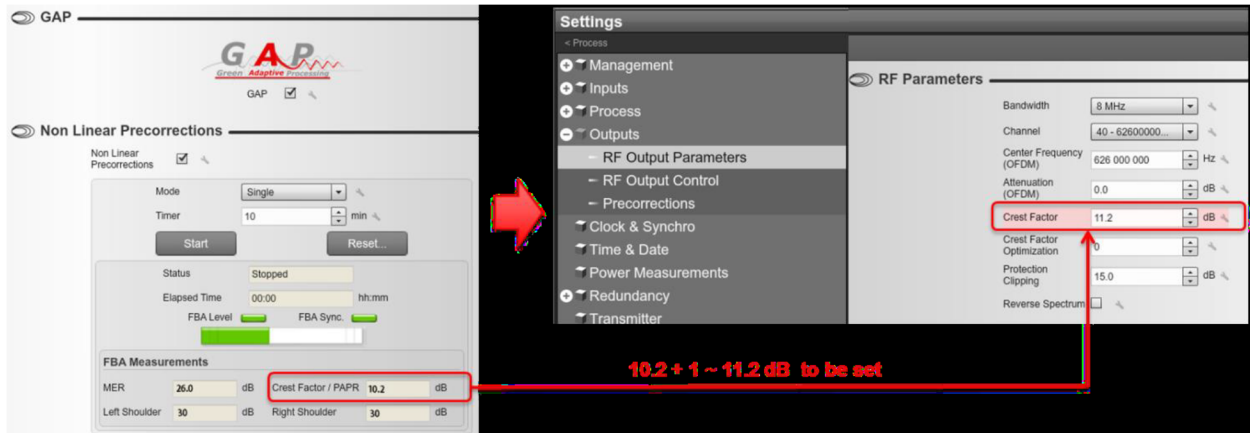 GAP
GAP
Green Adaptive Processing
GAP
Non Linear Precorrections
Non Linear
Precorrections
Mode Single
Timer 10 min
Start Reset...
Status Stopped
Elapsed Time 00:00 hh:mm
FBA Level FBA Sync.
FBA Measurements
MER 26.0 dB Crest Factor / PAPR 10.2 dB
Left Shoulder 30 dB Right Shoulder 30 dB
Settings
< Process
Management
Inputs
Process
Outputs
RF Output Parameters
RF Output Control
Precorrections
Clock & Synchro
Time & Date
Power Measurements
Redundancy
Transmitter
RF Parameters
Bandwidth 8 MHz
Channel 40 - 62600000...
Center Frequency
(OFDM) 626 000 000 Hz
Attenuation
(OFDM) 0.0 dB
Crest Factor 11.2 dB
Crest Factor
Optimization 0
Protection
Clipping 15.0 dB
Reverse Spectrum
10.2 + 1 ~ 11.2 dB to be set